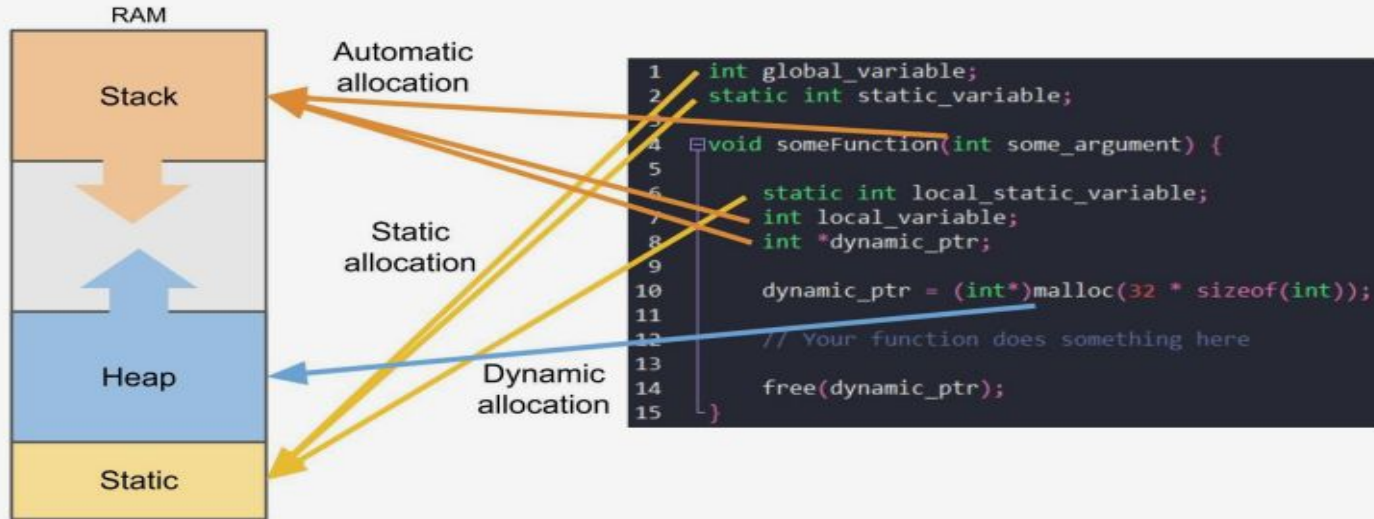 RAM
Stack
Heap
Static
Automatic
allocation
Static
allocation
Dynamic
allocation
1 int global_variable;
2 static int static_variable;
3
4 void someFunction(int some_argument) {
5
6 static int local_static_variable;
7 int local_variable;
8 int *dynamic_ptr;
9
10 dynamic_ptr = (int*)malloc(32 * sizeof(int));
11
12 // Your function does something here
13
14 free(dynamic_ptr);
15 }